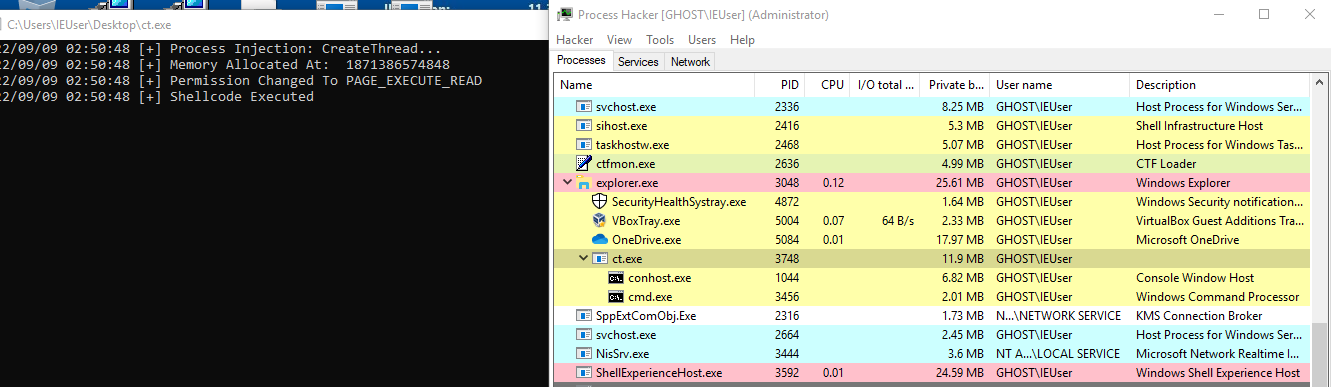 C:\Users\IEUser\Desktop\ct.exe
22/09/09 02:50:48 [+] Process Injection: CreateThread...
22/09/09 02:50:48 [+] Memory Allocated At:  1871386574848
22/09/09 02:50:48 [+] Permission Changed To PAGE_EXECUTE_READ
22/09/09 02:50:48 [+] Shellcode Executed
Process Hacker [GHOST\IEUser] (Administrator)
Hacker View Tools Users Help
Processes Services Network
Name PID CPU I/O total ... Private b... User name Description
svchost.exe 2336 8.25 MB GHOST\IEUser Host Process for Windows Ser...
sihost.exe 2416 5.3 MB GHOST\IEUser Shell Infrastructure Host
taskhostw.exe 2468 5.07 MB GHOST\IEUser Host Process for Windows Tas...
ctfmon.exe 2636 4.99 MB GHOST\IEUser CTF Loader
explorer.exe 3048 0.12 25.61 MB GHOST\IEUser Windows Explorer
SecurityHealthSystray.exe 4872 1.64 MB GHOST\IEUser Windows Security notification...
VBoxTray.exe 5004 0.07 64 B/s 2.33 MB GHOST\IEUser VirtualBox Guest Additions Tra...
OneDrive.exe 5084 0.01 17.97 MB GHOST\IEUser Microsoft OneDrive
ct.exe 3748 11.9 MB GHOST\IEUser
conhost.exe 1044 6.82 MB GHOST\IEUser Console Window Host
cmd.exe 3456 2.01 MB GHOST\IEUser Windows Command Processor
SppExtComObj.Exe 2316 1.73 MB N...\NETWORK SERVICE KMS Connection Broker
svchost.exe 2664 2.45 MB GHOST\IEUser Host Process for Windows Ser...
NisSrv.exe 3444 3.6 MB NT A...\LOCAL SERVICE Microsoft Network Realtime I...
ShellExperienceHost.exe 3592 0.01 24.59 MB GHOST\IEUser Windows Shell Experience Host